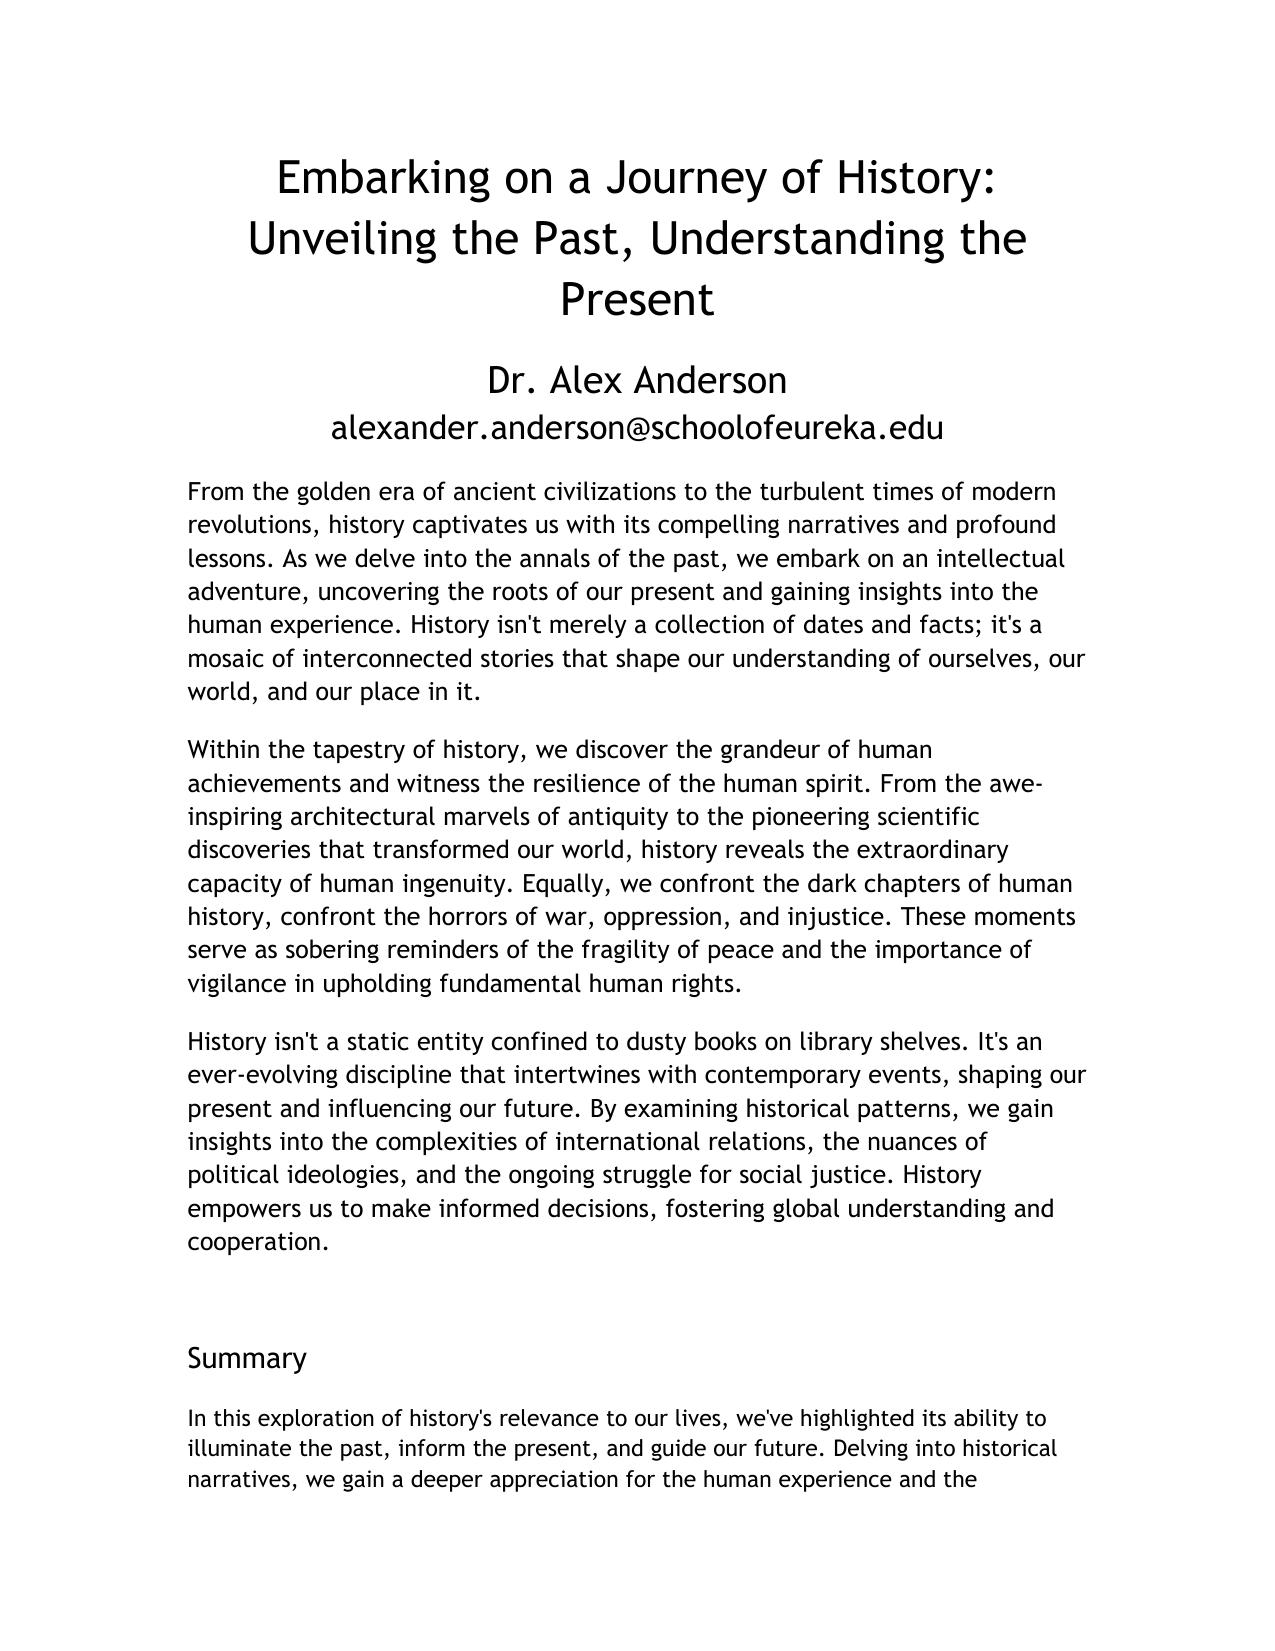 Embarking on a Journey of History:
Unveiling the Past, Understanding the
Present
Dr. Alex Anderson
alexander.anderson@schoolofeureka.edu
From the golden era of ancient civilizations to the turbulent times of modern
revolutions, history captivates us with its compelling narratives and profound
lessons. As we delve into the annals of the past, we embark on an intellectual
adventure, uncovering the roots of our present and gaining insights into the
human experience. History isn't merely a collection of dates and facts; it's a
mosaic of interconnected stories that shape our understanding of ourselves, our
world, and our place in it.
Within the tapestry of history, we discover the grandeur of human
achievements and witness the resilience of the human spirit. From the awe-
inspiring architectural marvels of antiquity to the pioneering scientific
discoveries that transformed our world, history reveals the extraordinary
capacity of human ingenuity. Equally, we confront the dark chapters of human
history, confront the horrors of war, oppression, and injustice. These moments
serve as sobering reminders of the fragility of peace and the importance of
vigilance in upholding fundamental human rights.
History isn't a static entity confined to dusty books on library shelves. It's an
ever-evolving discipline that intertwines with contemporary events, shaping our
present and influencing our future. By examining historical patterns, we gain
insights into the complexities of international relations, the nuances of
political ideologies, and the ongoing struggle for social justice. History
empowers us to make informed decisions, fostering global understanding and
cooperation.
Summary
In this exploration of history's relevance to our lives, we've highlighted its ability to
illuminate the past, inform the present, and guide our future. Delving into historical
narratives, we gain a deeper appreciation for the human experience and the